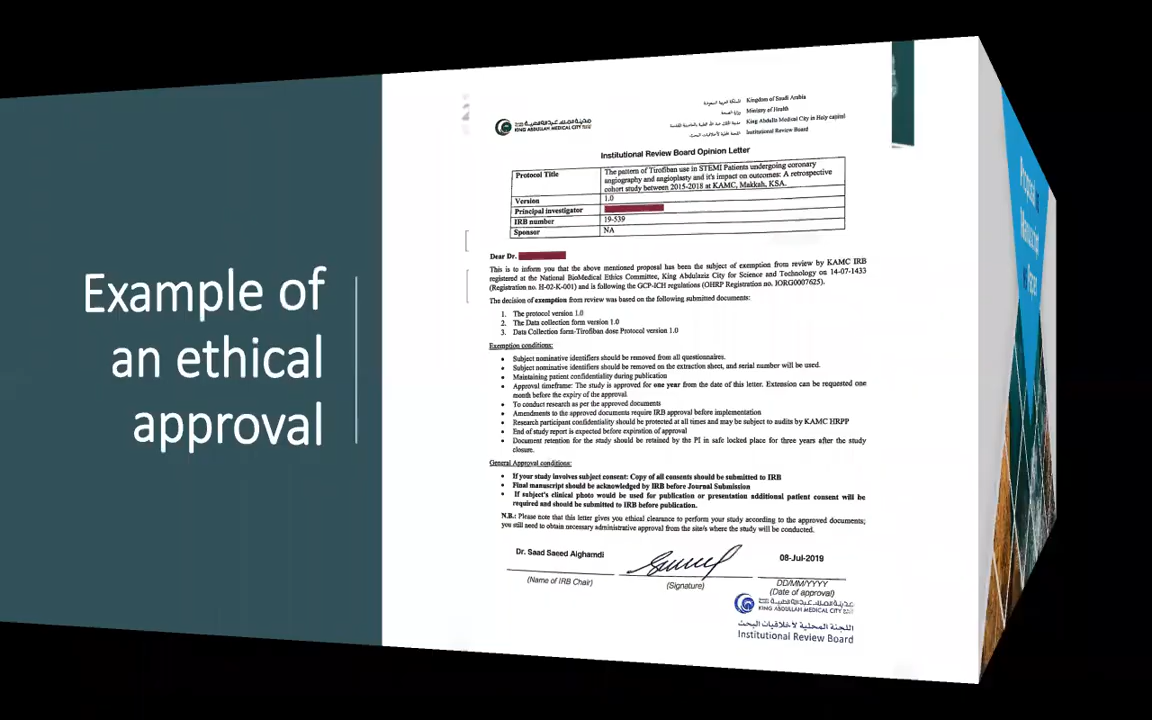 Example of
an ethical
approval
مدينة الملك عبدالله الطبية
KING ABDULLAH MEDICAL CITY
المملكة العربية السعودية
Kingdom of Saudi Arabia
وزارة الصحة
Ministry of Health
King Abdullah Medical City in Holy capital
Institutional Review Board
Institutional Review Board Opinion Letter
Protocol Title
The pattern of Tirofiban use in STEMI Patients undergoing coronary
angiography and angioplasty and it's impact on outcomes: A retrospective
cohort study between 2015-2018 at KAMC, Makkah, KSA.
Version
1.0
Principal investigator
IRB number
19-539
Sponsor
NA
Dear Dr.
This is to inform you that the above mentioned proposal has been the subject of exemption from review by KAMC IRB
registered at the National BioMedical Ethics Committee, King Abdulaziz City for Science and Technology on 14-07-1433
(Registration no. H-02-K-001) and is following the GCP-ICH regulations (OHRP Registration no. IORG0007625).
The decision of exemption from review was based on the following submitted documents:
1. The protocol version 1.0
2. The Data collection form version 1.0
3. Data Collection form-Tirofiban dose Protocol version 1.0
Exemption conditions:
• Subject nominative identifiers should be removed from all questionnaires.
• Subject nominative identifiers should be removed on the extraction sheet, and serial number will be used.
• Maintaining patient confidentiality during publication
• Approval timeframe: The study is approved for one year from the date of this letter. Extension can be requested one
month before the expiry of the approval.
• To conduct research as per the approved documents
• Amendments to the approved documents require IRB approval before implementation
• Research participant confidentiality should be protected at all times and may be subject to audits by KAMC HRPP
• End of study report is expected before expiration of approval
• Document retention for the study should be retained by the PI in safe locked place for three years after the study
closure.
General Approval conditions:
• If your study involves subject consent: Copy of all consents should be submitted to IRB
• Final manuscript should be acknowledged by IRB before Journal Submission
• If subject's clinical photo would be used for publication or presentation additional patient consent will be
required and should be submitted to IRB before publication.
N.B.: Please note that this letter gives you ethical clearance to perform your study according to the approved documents;
you still need to obtain necessary administrative approval from the site/s where the study will be conducted.
Dr. Saad Saeed Alghamdi
08-Jul-2019
(Name of IRB Chair)
(Signature)
DD/MM/YYYY
(Date of approval)
مدينة الملك عبدالله الطبية
KING ABDULLAH MEDICAL CITY
اللجنة المحلية لأخلاقيات البحث
Institutional Review Board
Proposal
Manuscript